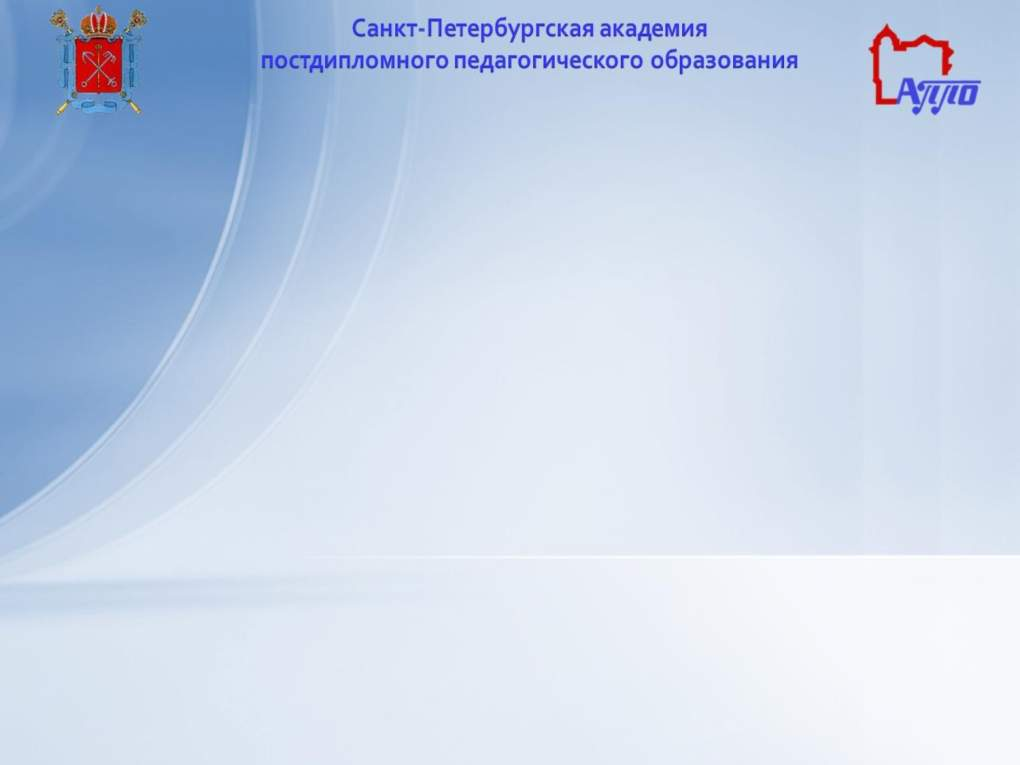 Санкт-Петербургская академия
постдипломного педагогического образования
АППО